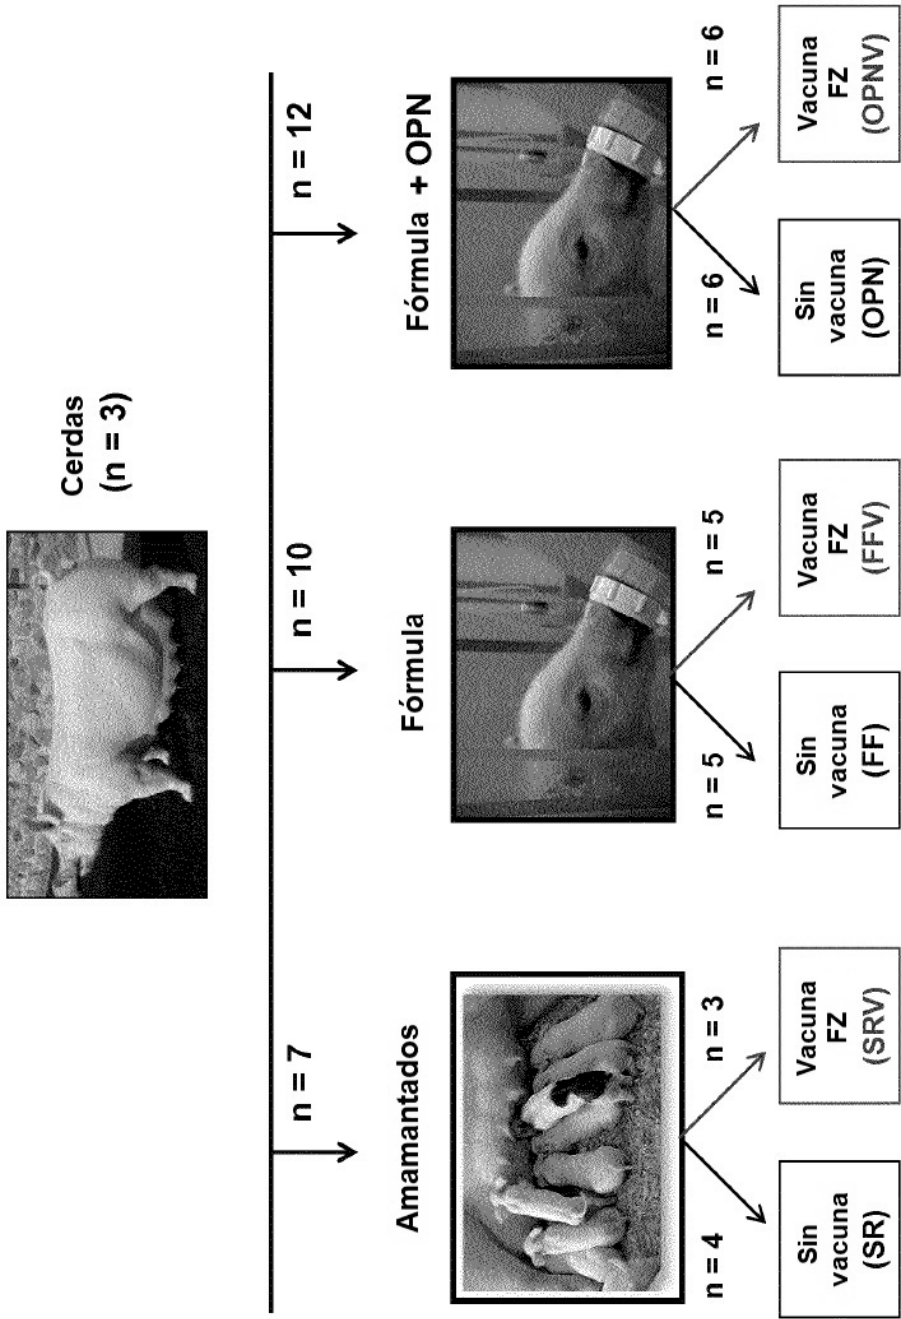 Cerdas
(n = 3)
n = 7
n = 10
n = 12
Amamantados
Fórmula
Fórmula + OPN
n = 4
n = 3
n = 5
n = 5
n = 6
n = 6
Sin
vacuna
(SR)
Vacuna
FZ
(SRV)
Sin
vacuna
(FF)
Vacuna
FZ
(FFV)
Sin
vacuna
(OPN)
Vacuna
FZ
(OPNV)